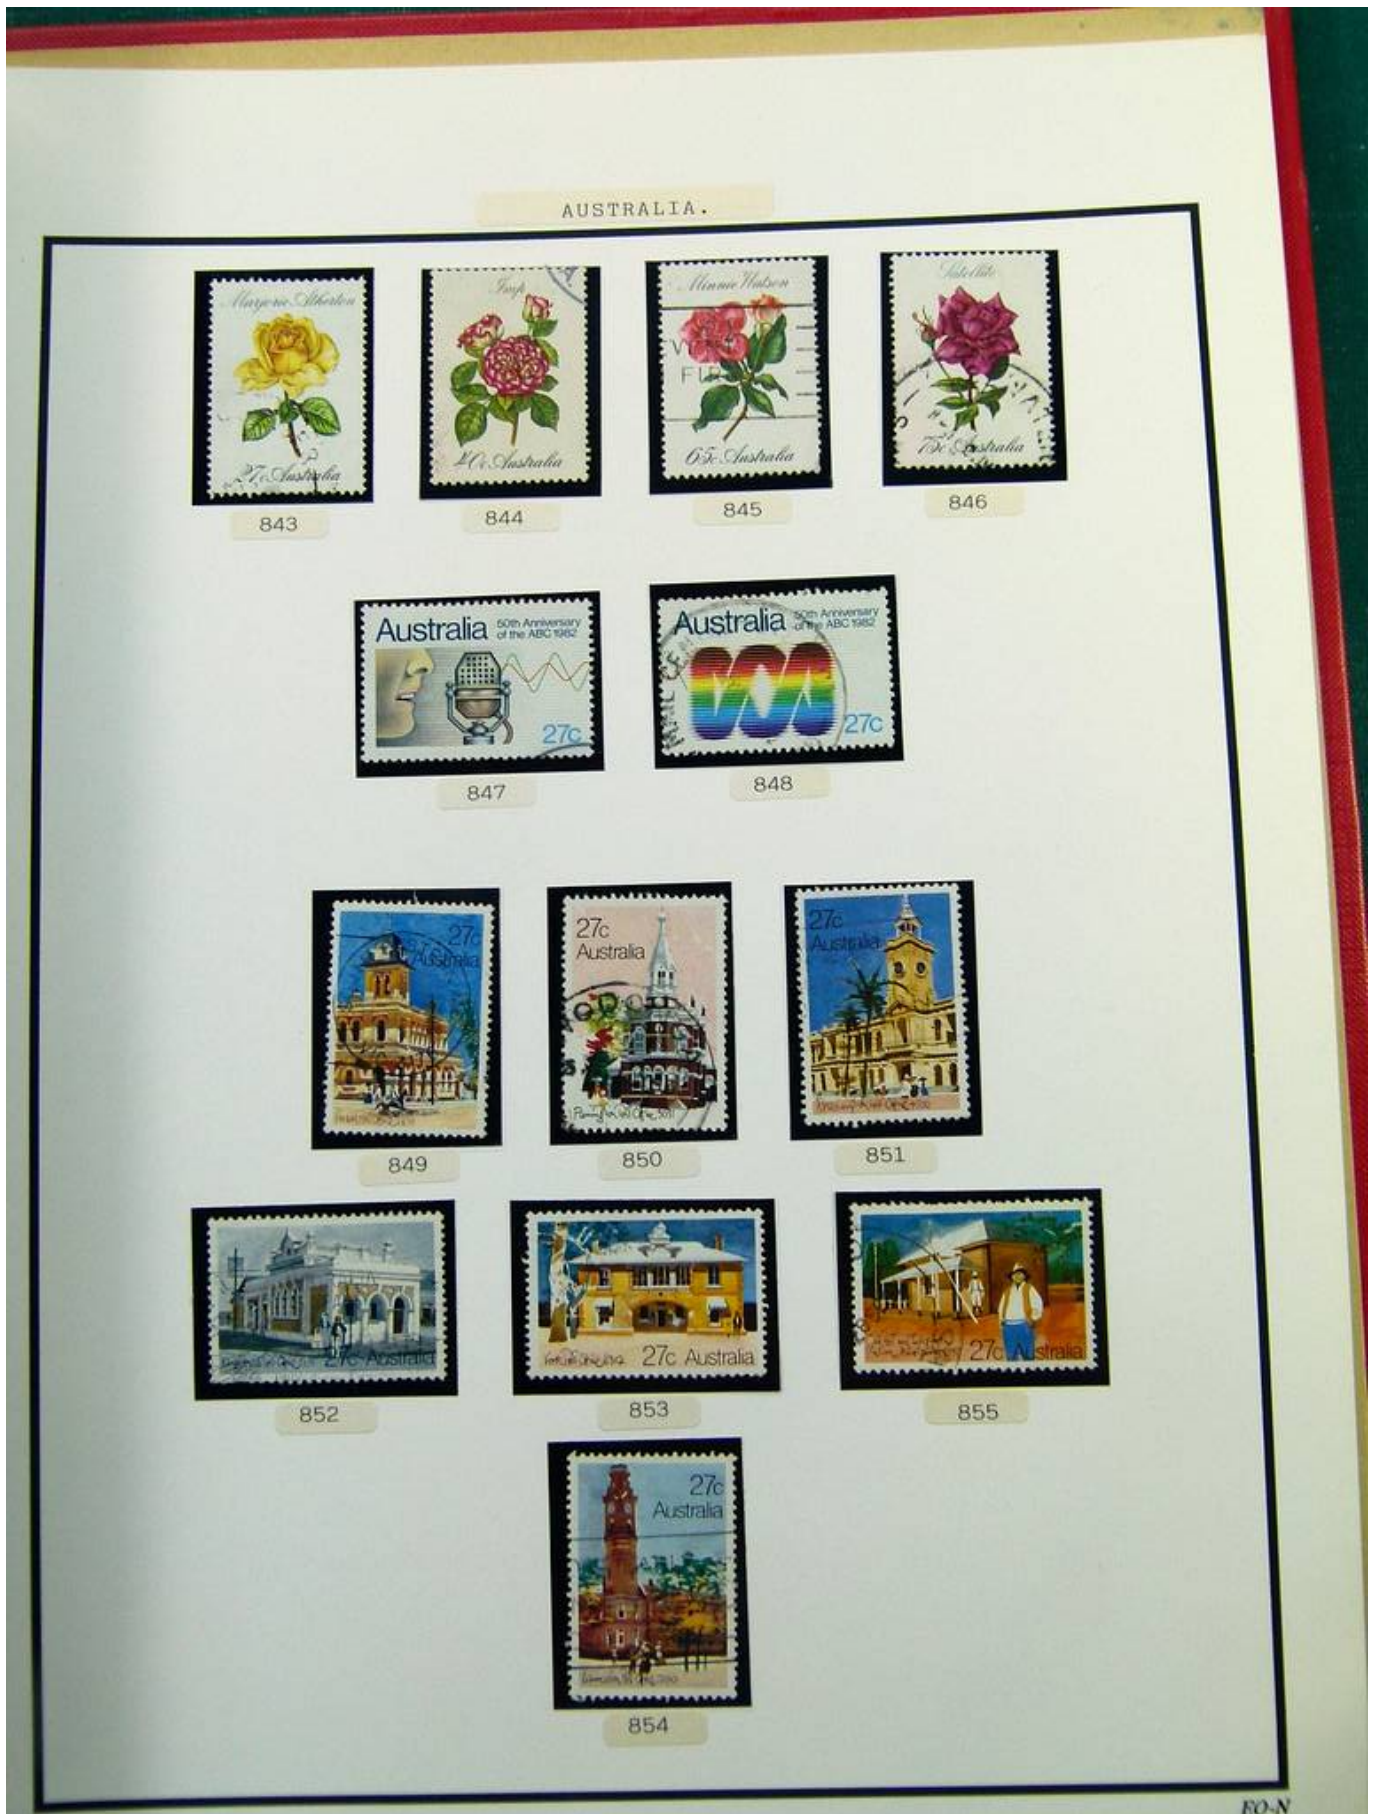 AUSTRALIA.
Marjorie Atherton
27c Australia
843
Imp
40c Australia
844
Minnie Watson
65c Australia
845
Satellite
75c Australia
846
Australia 50th Anniversary
of the ABC 1982
27c
847
Australia 50th Anniversary
of the ABC 1982
27c
848
27c
Australia
849
27c
Australia
850
27c
Australia
851
27c Australia
852
27c Australia
853
27c Australia
855
27c
Australia
854
EO-N